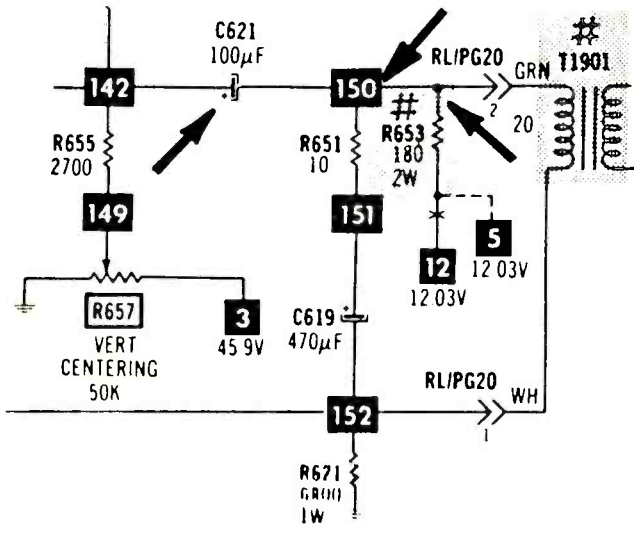 C621
100µF
RL/PG20
#
T1901
142
150
GRN
2
20
#
R655
2700
R651
10
R653
180
2W
149
151
5
12 03V
12
12.03V
R657
3
45 9V
VERT
CENTERING
50K
C619
470µF
RL/PG20
WH
152
1
R621
6800
1W